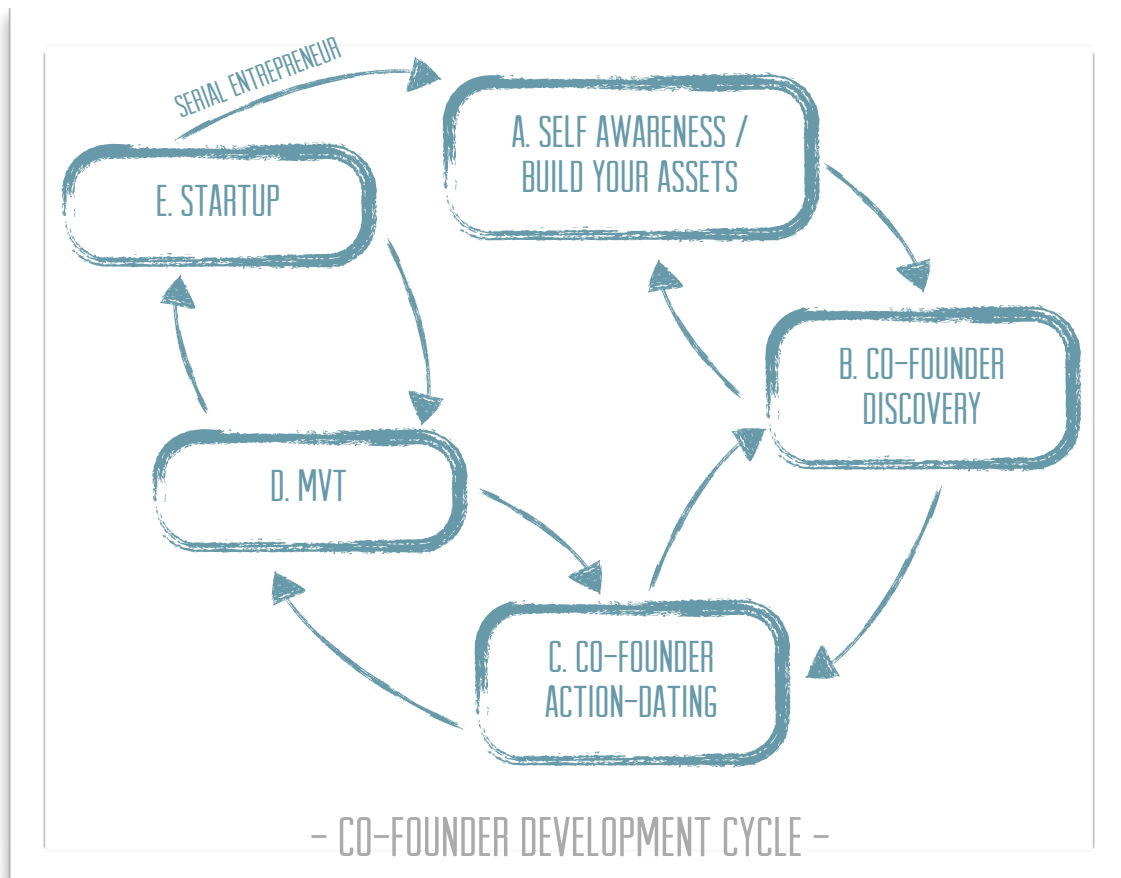 SERIAL ENTREPRENEUR
A. SELF AWARENESS /
BUILD YOUR ASSETS
E. STARTUP
B. CO-FOUNDER
DISCOVERY
D. MVT
C. CO-FOUNDER
ACTION-DATING
- CO-FOUNDER DEVELOPMENT CYCLE -